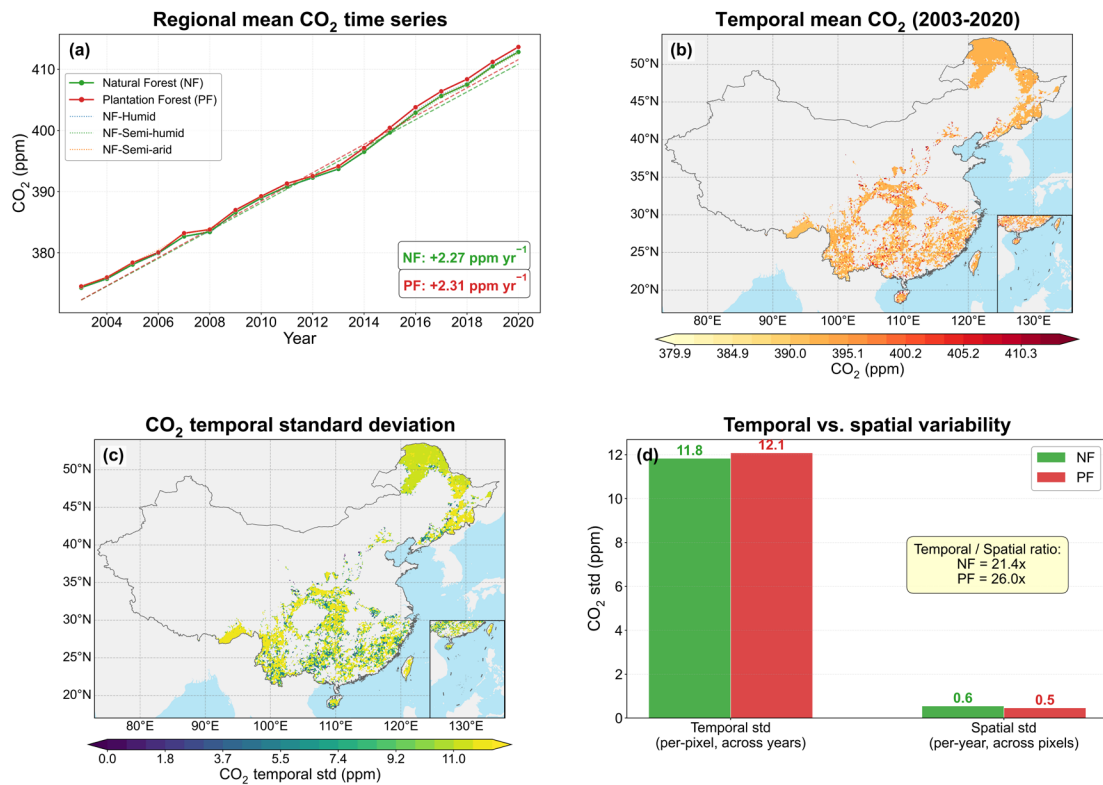 Regional mean CO₂ time series
(a)
Natural Forest (NF)
Plantation Forest (PF)
NF-Humid
NF-Semi-humid
NF-Semi-arid
NF: +2.27 ppm yr⁻¹
PF: +2.31 ppm yr⁻¹
CO₂ (ppm)
410
400
390
380
2004 2006 2008 2010 2012 2014 2016 2018 2020
Year
Temporal mean CO₂ (2003-2020)
(b)
50°N
45°N
40°N
35°N
30°N
25°N
20°N
80°E 90°E 100°E 110°E 120°E 130°E
379.9 384.9 390.0 395.1 400.2 405.2 410.3
CO₂ (ppm)
CO₂ temporal standard deviation
(c)
50°N
45°N
40°N
35°N
30°N
25°N
20°N
80°E 90°E 100°E 110°E 120°E 130°E
0.0 1.8 3.7 5.5 7.4 9.2 11.0
CO₂ temporal std (ppm)
Temporal vs. spatial variability
(d)
11.8 12.1
NF
PF
Temporal / Spatial ratio:
NF = 21.4x
PF = 26.0x
0.6 0.5
CO₂ std (ppm)
12
10
8
6
4
2
0
Temporal std
(per-pixel, across years)
Spatial std
(per-year, across pixels)